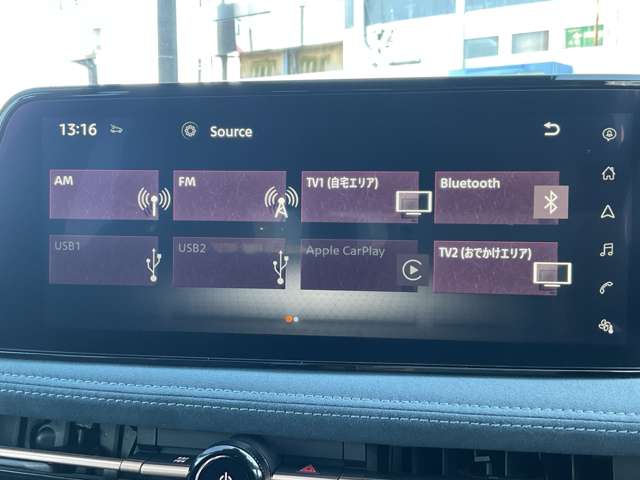 13:16 Source
AM
FM
TV1 (自宅エリア)
Bluetooth
USB1
USB2
Apple CarPlay
TV2 (おでかけエリア)